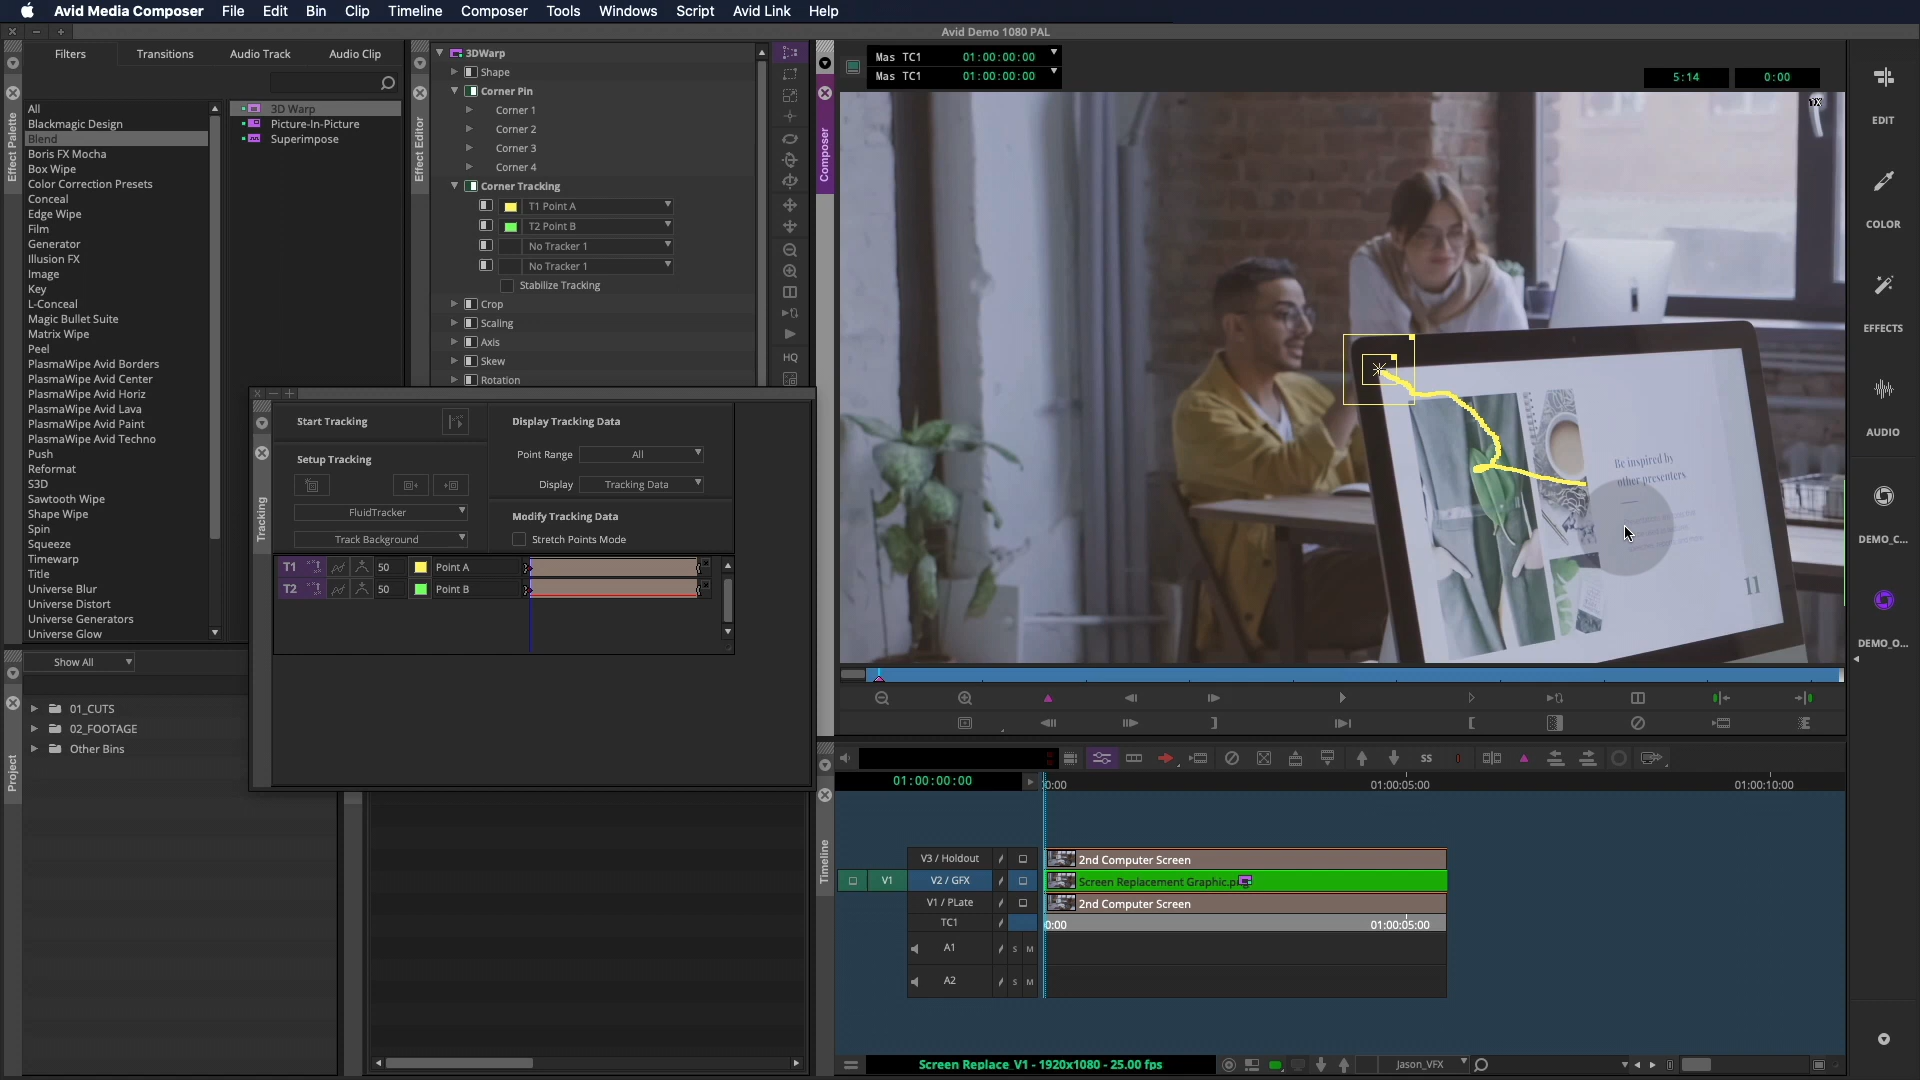 Avid Media Composer File Edit Bin Clip Timeline Composer Tools Windows Script Avid Link Help
Avid Demo 1080 PAL
Filters Transitions Audio Track Audio Clip
Effect Palette
All
Blackmagic Design
Blend
Boris FX Mocha
Box Wipe
Color Correction Presets
Conceal
Edge Wipe
Film
Generator
Illusion FX
Image
Key
L-Conceal
Magic Bullet Suite
Matrix Wipe
Peel
PlasmaWipe Avid Borders
PlasmaWipe Avid Center
PlasmaWipe Avid Horiz
PlasmaWipe Avid Lava
PlasmaWipe Avid Paint
PlasmaWipe Avid Techno
Push
Reformat
S3D
Sawtooth Wipe
Shape Wipe
Spin
Squeeze
Timewarp
Title
Universe Blur
Universe Distort
Universe Generators
Universe Glow
3D Warp
Picture-In-Picture
Superimpose
Effect Editor
3DWarp
Shape
Corner Pin
Corner 1
Corner 2
Corner 3
Corner 4
Corner Tracking
T1 Point A
T2 Point B
No Tracker 1
No Tracker 1
Stabilize Tracking
Crop
Scaling
Axis
Skew
Rotation
HQ
Tracking
Start Tracking
Setup Tracking
FluidTracker
Track Background
Display Tracking Data
Point Range All
Display Tracking Data
Modify Tracking Data
Stretch Points Mode
T1 50 Point A
T2 50 Point B
Project
Show All
01_CUTS
02_FOOTAGE
Other Bins
Composer
Mas TC1 01:00:00:00
Mas TC1 01:00:00:00
5:14 0:00
Be inspired by
other presenters.
11
EDIT
COLOR
EFFECTS
AUDIO
DEMO_C...
DEMO_O...
Timeline
SS
01:00:00:00 0:00 01:00:05:00 01:00:10:00
V3 / Holdout 2nd Computer Screen
V1 V2 / GFX Screen Replacement Graphic.p
V1 / PLate 2nd Computer Screen
TC1 0:00 01:00:05:00
A1 S M
A2 S M
Screen Replace_V1 - 1920x1080 - 25.00 fps
Jason_VFX